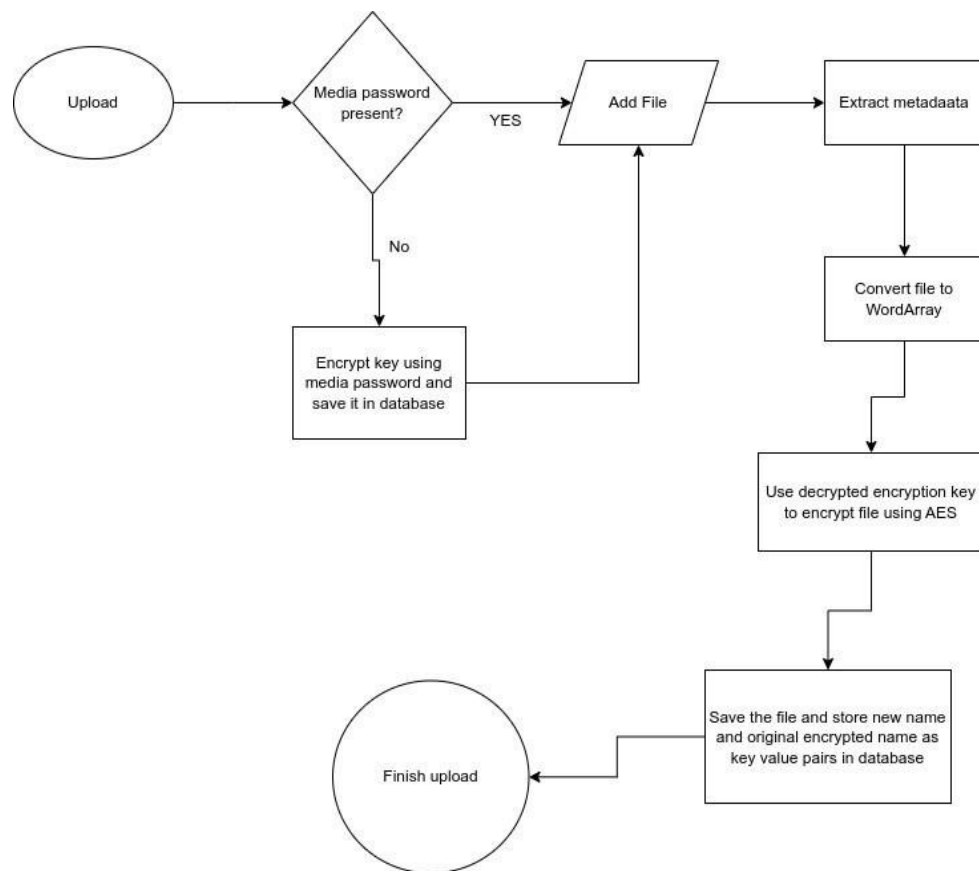 Upload
Media password
present?
YES
Add File
Extract metadaata
No
Convert file to
WordArray
Encrypt key using
media password and
save it in database
Use decrypted encryption key
to encrypt file using AES
Save the file and store new name
and original encrypted name as
key value pairs in database
Finish upload